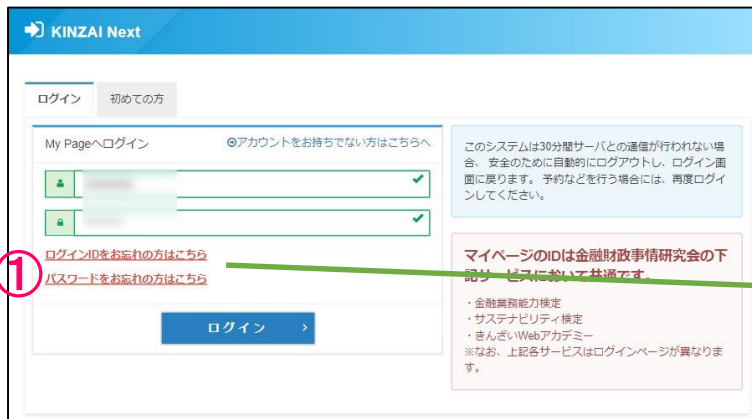 KINZAI Next
ログイン 初めての方
My Pageへログイン アカウントをお持ちでない方はこちらへ
ログインIDをお忘れの方はこちら
パスワードをお忘れの方はこちら
①
ログイン
このシステムは30分間サーバとの通信が行われない場
合、 安全のために自動的にログアウトし、ログイン画
面に戻ります。 予約などを行う場合には、再度ログイ
ンしてください。
マイページのIDは金融財政事情研究会の下
記サービスにおいて共通です。
・金融業務能力検定
・サステナビリティ検定
・きんざいWebアカデミー
※なお、上記各サービスはログインページが異なりま
す。